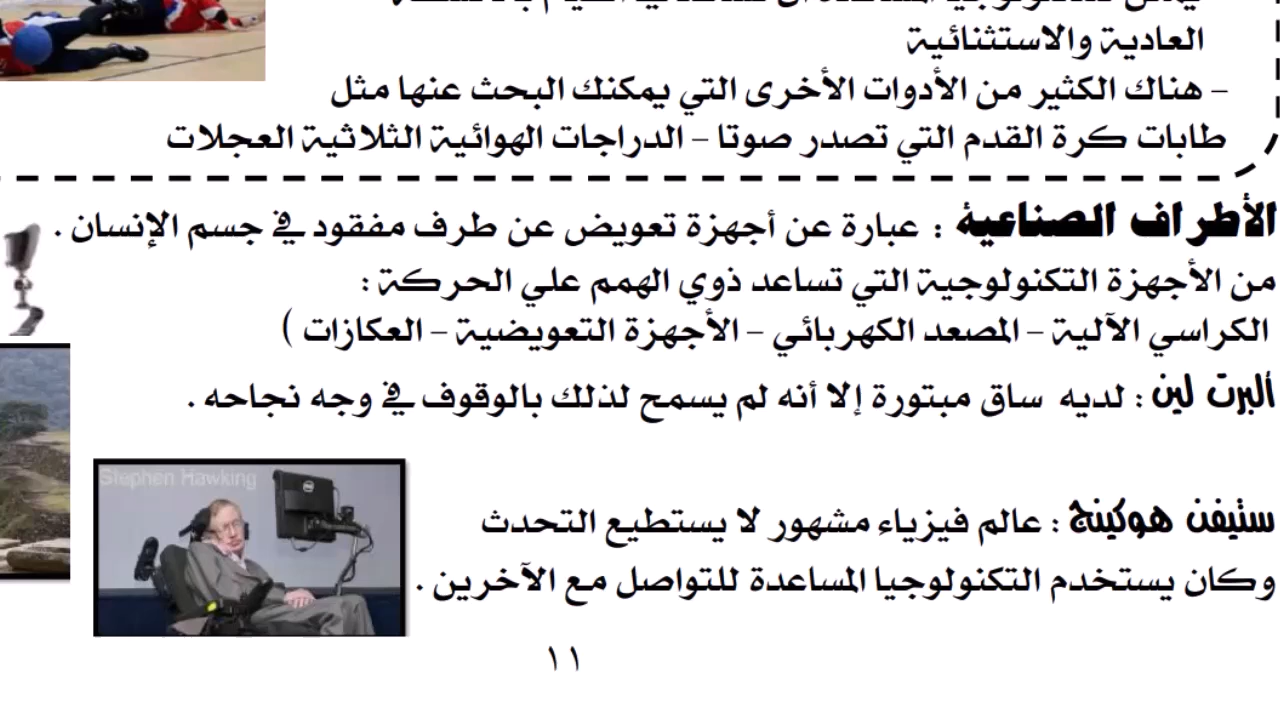 العادية والاستثنائية
– هناك الكثير من الأدوات الأخرى التي يمكنك البحث عنها مثل
طابات كرة القدم التي تصدر صوتا – الدراجات الهوائية الثلاثية العجلات
الأطراف الصناعية : عبارة عن أجهزة تعويض عن طرف مفقود في جسم الإنسان .
من الأجهزة التكنولوجية التي تساعد ذوي الهمم علي الحركة :
الكراسي الآلية – المصعد الكهربائي – الأجهزة التعويضية – العكازات )
ألبرت لين : لديه ساق مبتورة إلا أنه لم يسمح لذلك بالوقوف في وجه نجاحه .
Stephen Hawking
ستيفن هوكينج : عالم فيزياء مشهور لا يستطيع التحدث
وكان يستخدم التكنولوجيا المساعدة للتواصل مع الآخرين .
١١